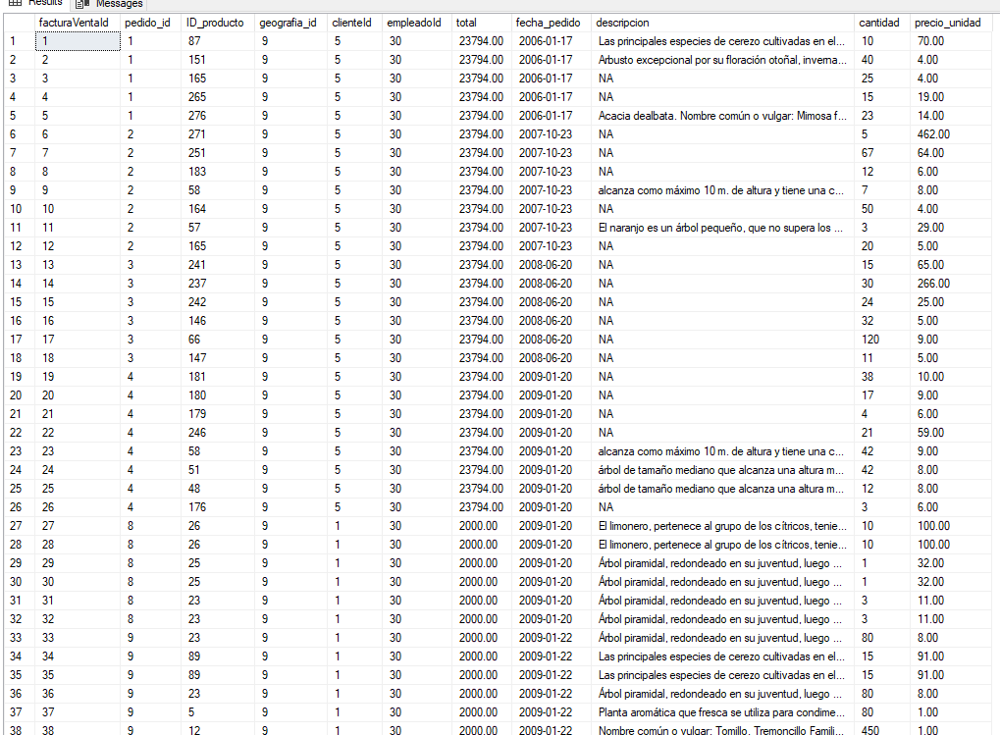 Results Messages
facturaVentaId pedido_id ID_producto geografia_id clienteId empleadoId total fecha_pedido descripcion cantidad precio_unidad
1 1 1 87 9 5 30 23794.00 2006-01-17 Las principales especies de cerezo cultivadas en el... 10 70.00
2 2 1 151 9 5 30 23794.00 2006-01-17 Arbusto excepcional por su floración otoñal, inverna... 40 4.00
3 3 1 165 9 5 30 23794.00 2006-01-17 NA 25 4.00
4 4 1 265 9 5 30 23794.00 2006-01-17 NA 15 19.00
5 5 1 276 9 5 30 23794.00 2006-01-17 Acacia dealbata. Nombre común o vulgar: Mimosa f... 23 14.00
6 6 2 271 9 5 30 23794.00 2007-10-23 NA 5 462.00
7 7 2 251 9 5 30 23794.00 2007-10-23 NA 67 64.00
8 8 2 183 9 5 30 23794.00 2007-10-23 NA 12 6.00
9 9 2 58 9 5 30 23794.00 2007-10-23 alcanza como máximo 10 m. de altura y tiene una c... 7 8.00
10 10 2 164 9 5 30 23794.00 2007-10-23 NA 50 4.00
11 11 2 57 9 5 30 23794.00 2007-10-23 El naranjo es un árbol pequeño, que no supera los ... 3 29.00
12 12 2 165 9 5 30 23794.00 2007-10-23 NA 20 5.00
13 13 3 241 9 5 30 23794.00 2008-06-20 NA 15 65.00
14 14 3 237 9 5 30 23794.00 2008-06-20 NA 30 266.00
15 15 3 242 9 5 30 23794.00 2008-06-20 NA 24 25.00
16 16 3 146 9 5 30 23794.00 2008-06-20 NA 32 5.00
17 17 3 66 9 5 30 23794.00 2008-06-20 NA 120 9.00
18 18 3 147 9 5 30 23794.00 2008-06-20 NA 11 5.00
19 19 4 181 9 5 30 23794.00 2009-01-20 NA 38 10.00
20 20 4 180 9 5 30 23794.00 2009-01-20 NA 17 9.00
21 21 4 179 9 5 30 23794.00 2009-01-20 NA 4 6.00
22 22 4 246 9 5 30 23794.00 2009-01-20 NA 21 59.00
23 23 4 58 9 5 30 23794.00 2009-01-20 alcanza como máximo 10 m. de altura y tiene una c... 42 9.00
24 24 4 51 9 5 30 23794.00 2009-01-20 árbol de tamaño mediano que alcanza una altura m... 42 8.00
25 25 4 48 9 5 30 23794.00 2009-01-20 árbol de tamaño mediano que alcanza una altura m... 12 8.00
26 26 4 176 9 5 30 23794.00 2009-01-20 NA 3 6.00
27 27 8 26 9 1 30 2000.00 2009-01-20 El limonero, pertenece al grupo de los cítricos, tenie... 10 100.00
28 28 8 26 9 1 30 2000.00 2009-01-20 El limonero, pertenece al grupo de los cítricos, tenie... 10 100.00
29 29 8 25 9 1 30 2000.00 2009-01-20 Árbol piramidal, redondeado en su juventud, luego ... 1 32.00
30 30 8 25 9 1 30 2000.00 2009-01-20 Árbol piramidal, redondeado en su juventud, luego ... 1 32.00
31 31 8 23 9 1 30 2000.00 2009-01-20 Árbol piramidal, redondeado en su juventud, luego ... 3 11.00
32 32 8 23 9 1 30 2000.00 2009-01-20 Árbol piramidal, redondeado en su juventud, luego ... 3 11.00
33 33 9 23 9 1 30 2000.00 2009-01-22 Árbol piramidal, redondeado en su juventud, luego ... 80 8.00
34 34 9 89 9 1 30 2000.00 2009-01-22 Las principales especies de cerezo cultivadas en el... 15 91.00
35 35 9 89 9 1 30 2000.00 2009-01-22 Las principales especies de cerezo cultivadas en el... 15 91.00
36 36 9 23 9 1 30 2000.00 2009-01-22 Árbol piramidal, redondeado en su juventud, luego ... 80 8.00
37 37 9 5 9 1 30 2000.00 2009-01-22 Planta aromática que fresca se utiliza para condime... 80 1.00
38 38 9 12 9 1 30 2000.00 2009-01-22 Nombre común o vulgar: Tomillo, Tremoncillo Famili... 450 1.00